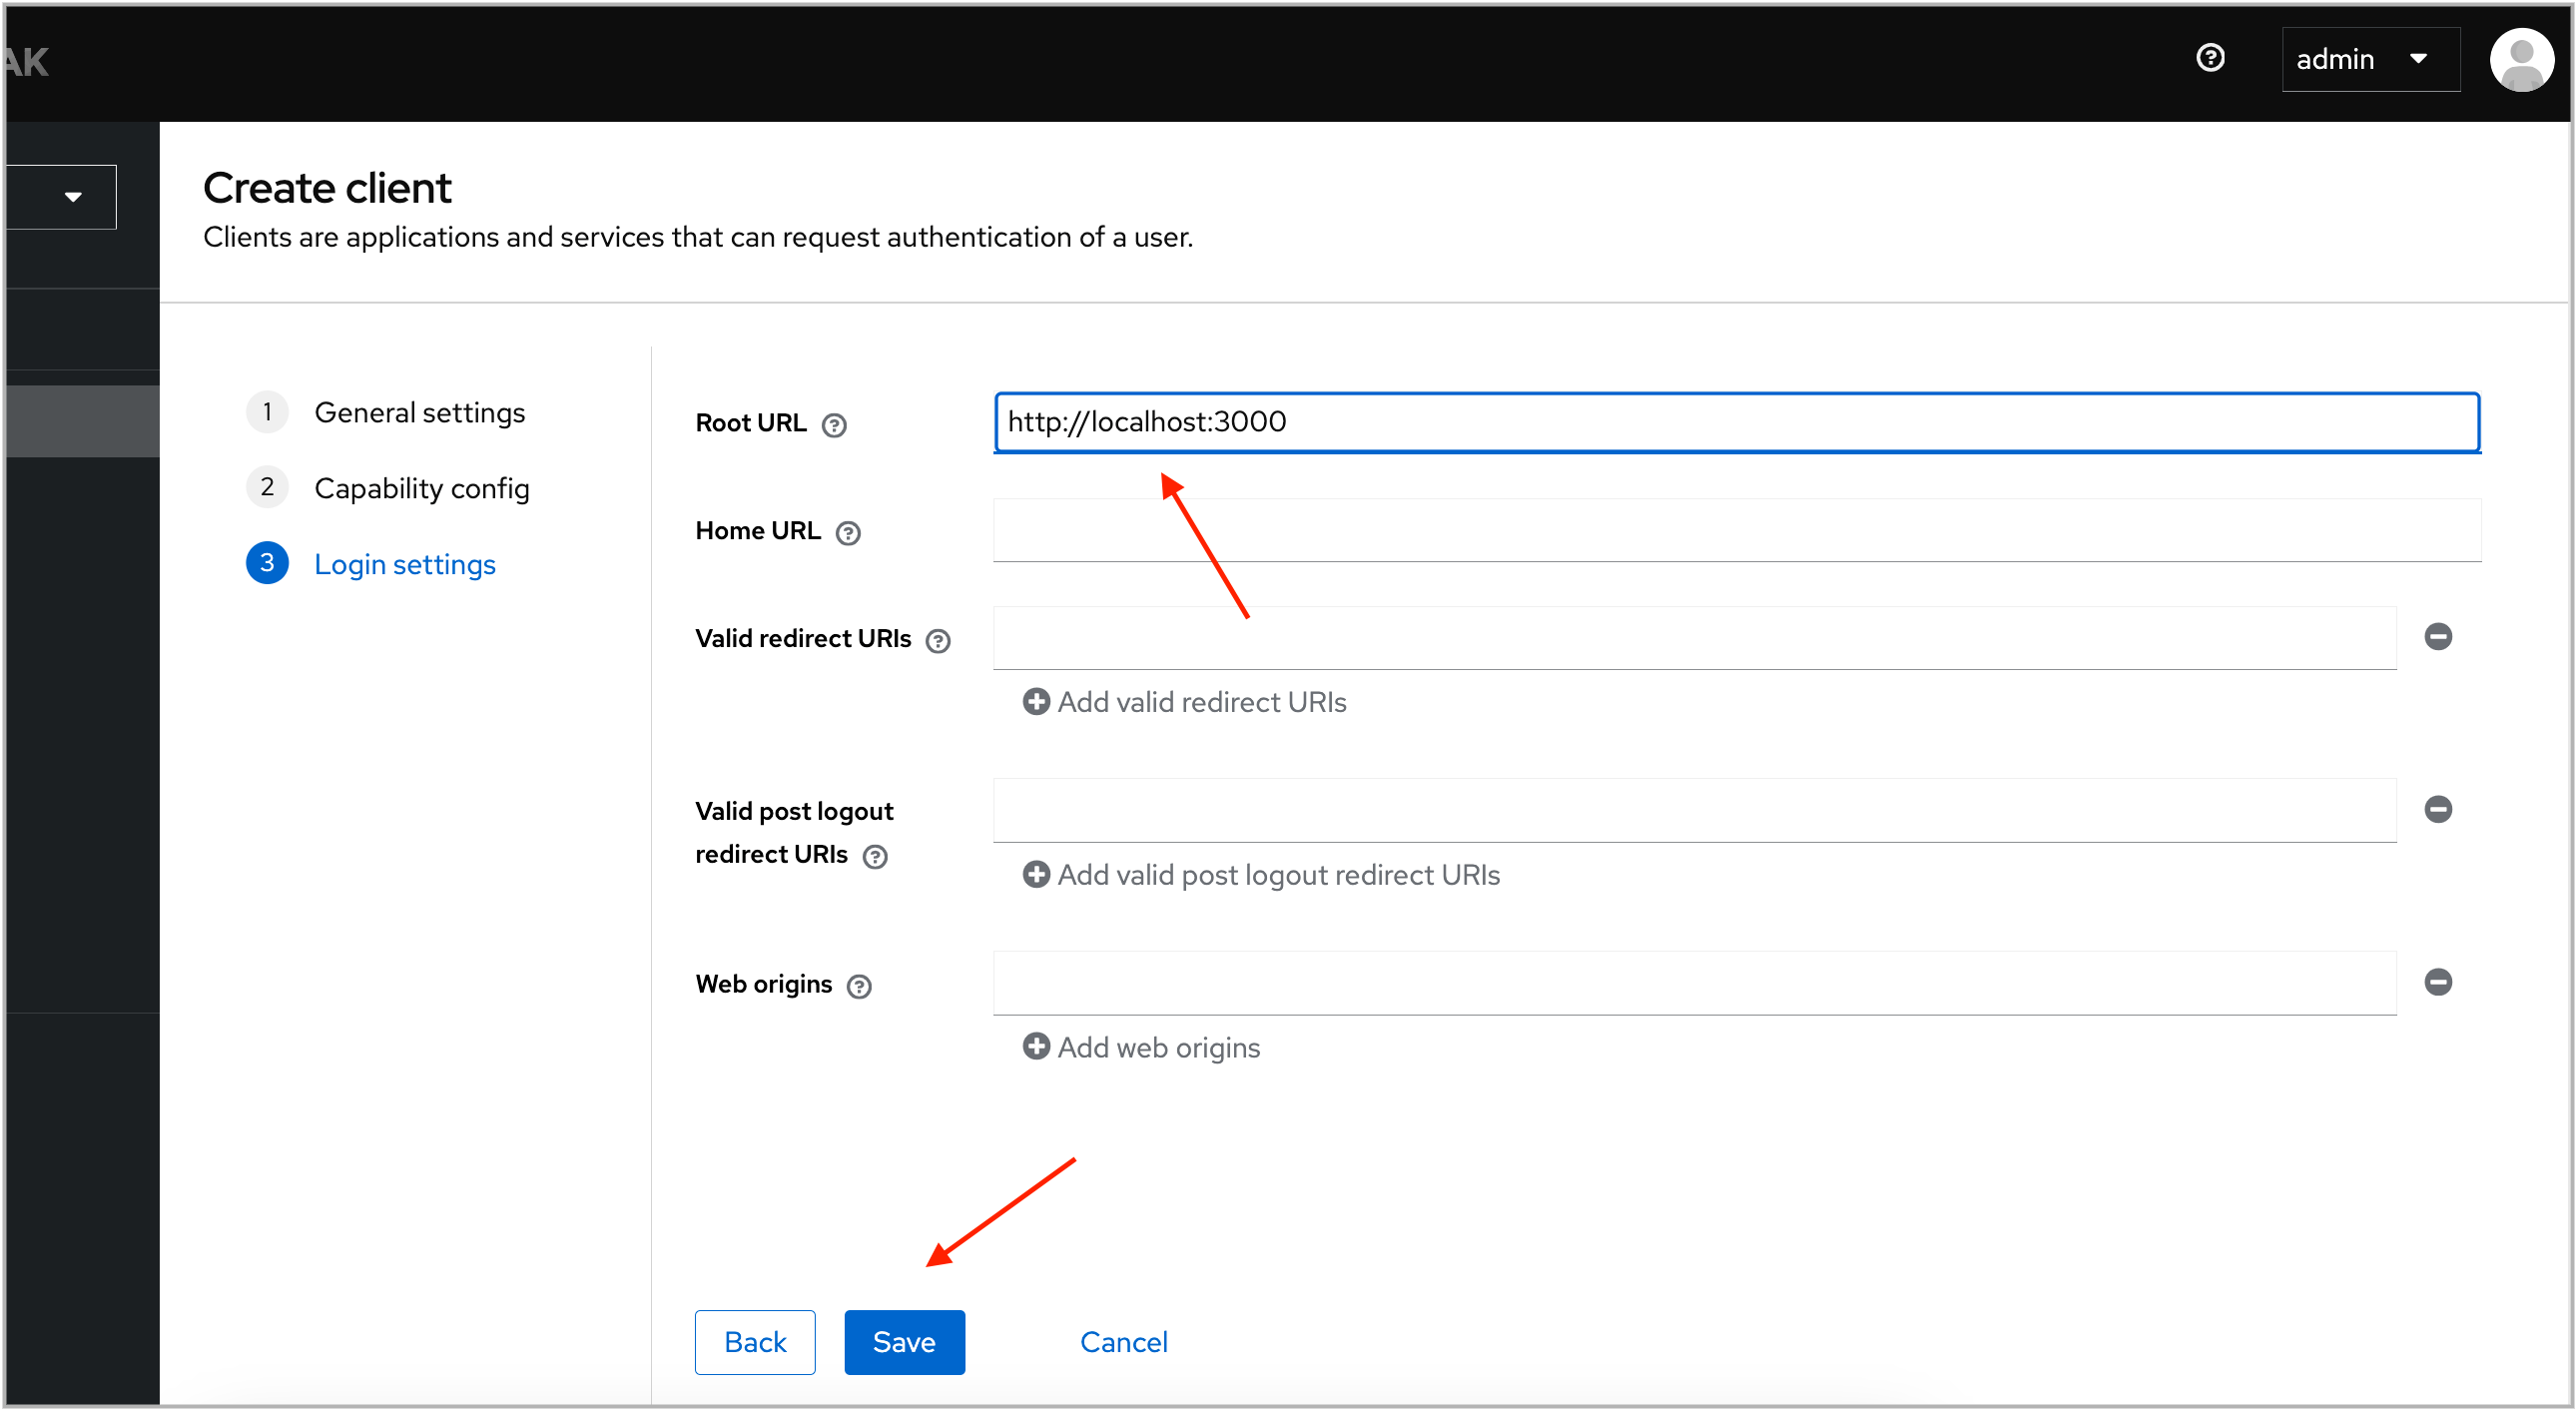 AK
admin
Create client
Clients are applications and services that can request authentication of a user.
1 General settings
2 Capability config
3 Login settings
Root URL
http://localhost:3000
Home URL
Valid redirect URIs
Add valid redirect URIs
Valid post logout
redirect URIs
Add valid post logout redirect URIs
Web origins
Add web origins
Back Save Cancel